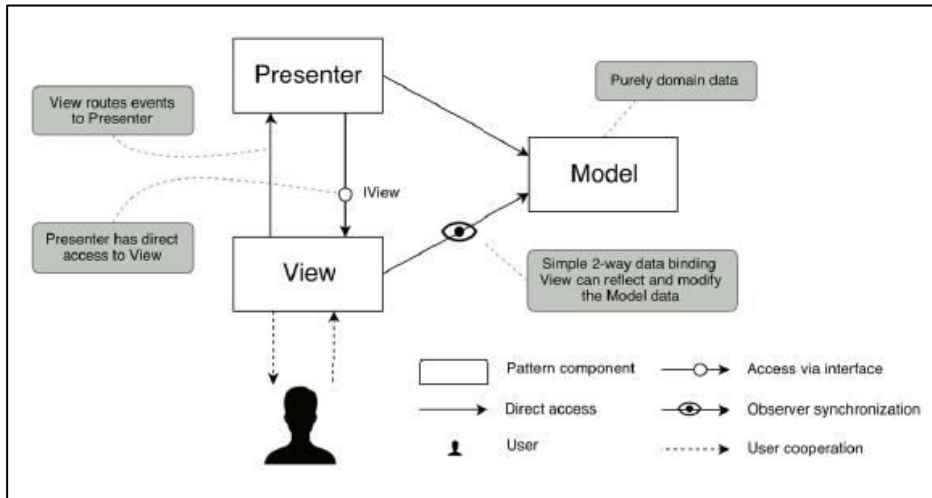 Presenter
View routes events
to Presenter
Purely domain data
Model
IView
Presenter has direct
access to View
View
Simple 2-way data binding
View can reflect and modify
the Model data
Pattern component
Access via interface
Direct access
Observer synchronization
User
User cooperation